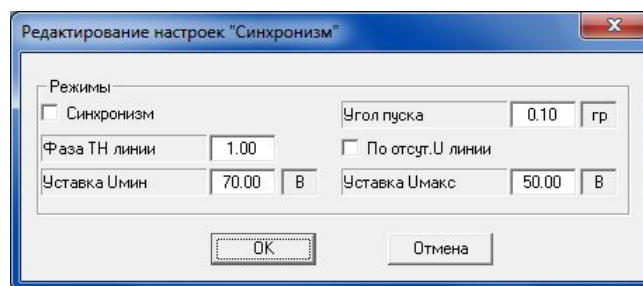 Редактирование настроек "Синхронизм"
Режимы
Синхронизм
Угол пуска 0.10 гр
Фаза ТН линии 1.00
По отсут.U линии
Уставка Uмин 70.00 В
Уставка Uмакс 50.00 В
OK
Отмена